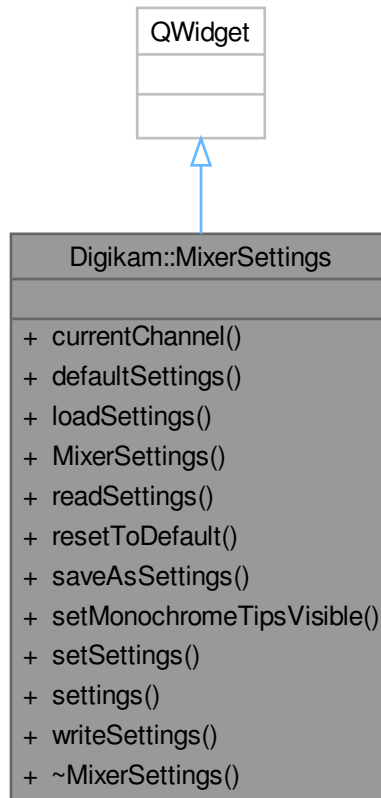 QWidget
Digikam::MixerSettings
+ currentChannel()
+ defaultSettings()
+ loadSettings()
+ MixerSettings()
+ readSettings()
+ resetToDefault()
+ saveAsSettings()
+ setMonochromeTipsVisible()
+ setSettings()
+ settings()
+ writeSettings()
+ ~MixerSettings()